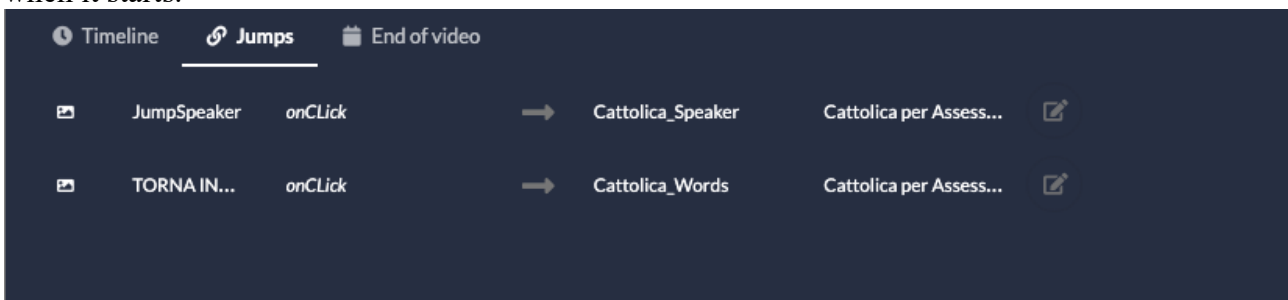 when it starts.
Timeline Jumps End of video
JumpSpeaker onCLick Cattolica_Speaker Cattolica per Assess...
TORNA IN... onCLick Cattolica_Words Cattolica per Assess...